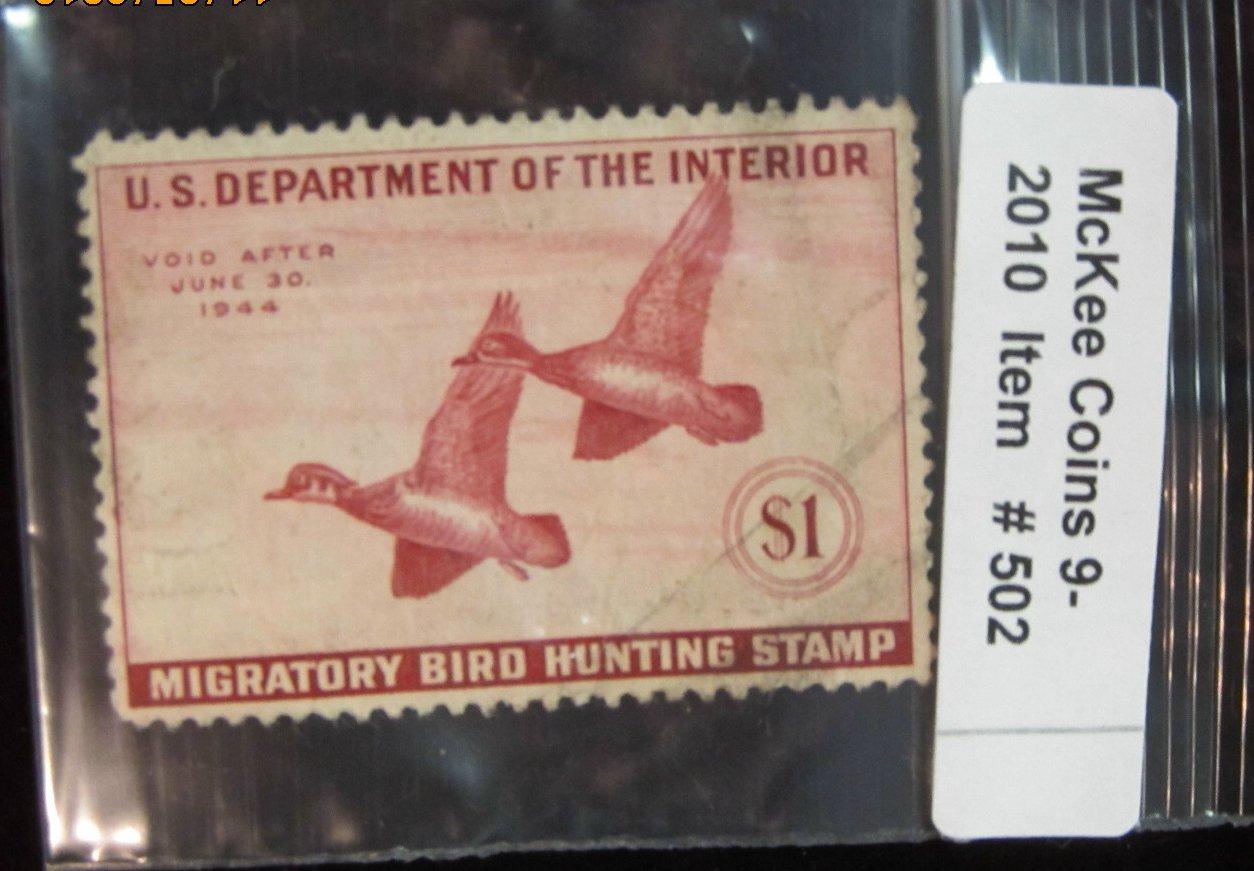 U.S. DEPARTMENT OF THE INTERIOR
VOID AFTER
JUNE 30.
1944
$1
MIGRATORY BIRD HUNTING STAMP
McKee Coins 9-
2010 Item # 502